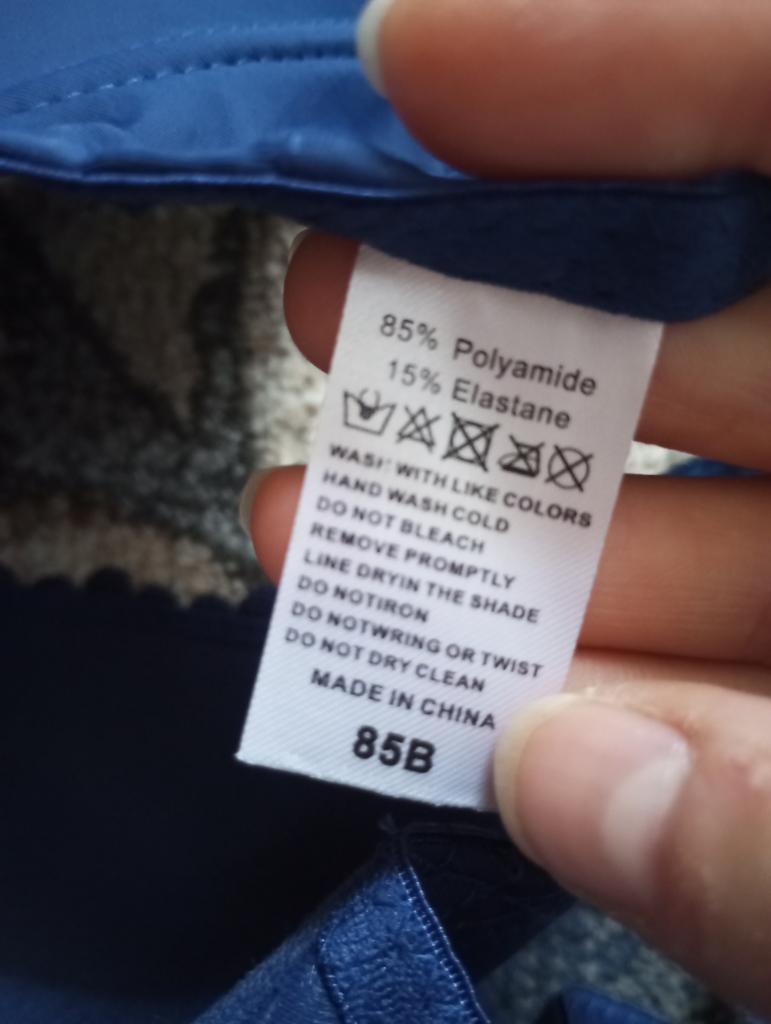 85% Polyamide
15% Elastane
WASH WITH LIKE COLORS
HAND WASH COLD
DO NOT BLEACH
REMOVE PROMPTLY
LINE DRYIN THE SHADE
DO NOTIRON
DO NOTWRING OR TWIST
DO NOT DRY CLEAN
MADE IN CHINA
85B